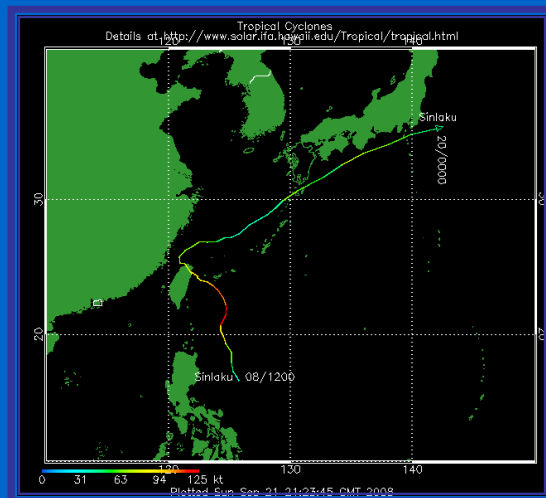 Tropical Cyclones
Details at http://www.solar.ifa.hawaii.edu/Tropical/tropical.html
120 130 140
Sinlaku
20/0000
30 30
20 20
Sinlaku 08/1200
120 130 140
0 31 63 94 125 kt
Plotted Sun Sep 21 21:23:45 GMT 2008